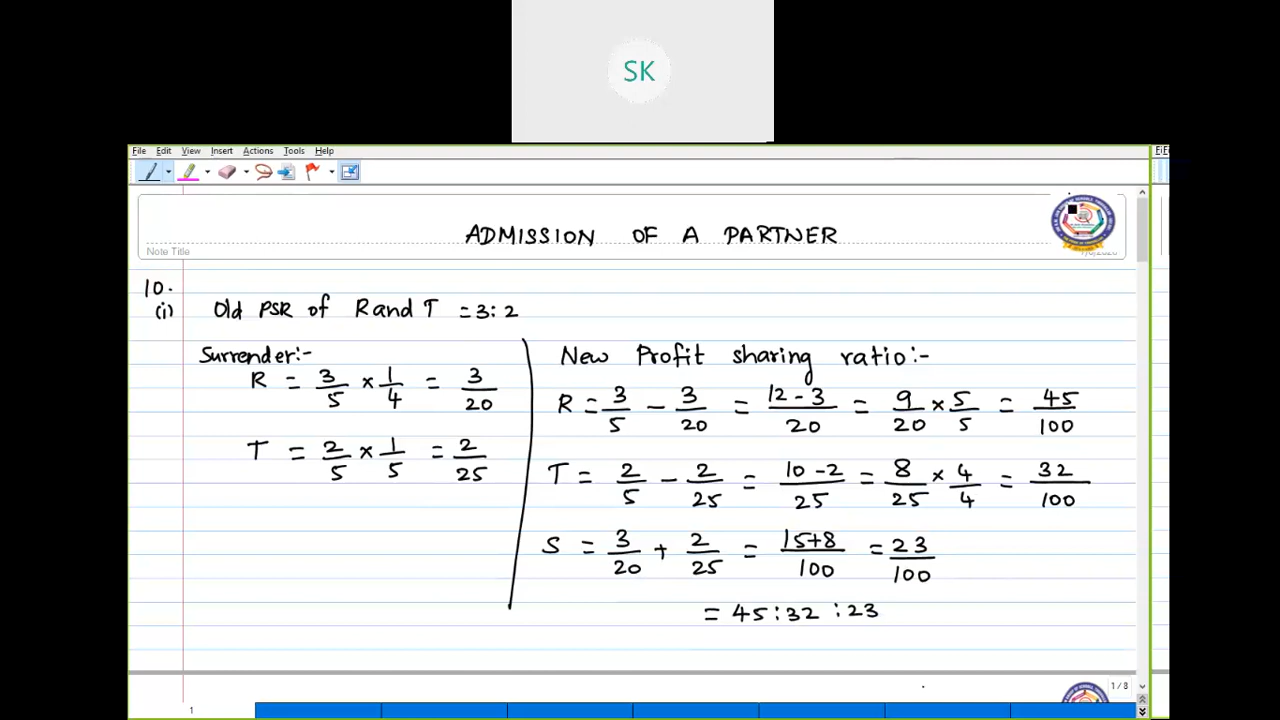 SK
File Edit View Insert Actions Tools Help
ADMISSION OF A PARTNER
Note Title
10.
(i) Old PSR of R and T = 3:2
Surrender:-
R = 3/5 × 1/4 = 3/20
T = 2/5 × 1/5 = 2/25
New Profit sharing ratio:-
R = 3/5 - 3/20 = 12-3/20 = 9/20 × 5/5 = 45/100
T = 2/5 - 2/25 = 10-2/25 = 8/25 × 4/4 = 32/100
S = 3/20 + 2/25 = 15+8/100 = 23/100
= 45:32:23
1/8
1